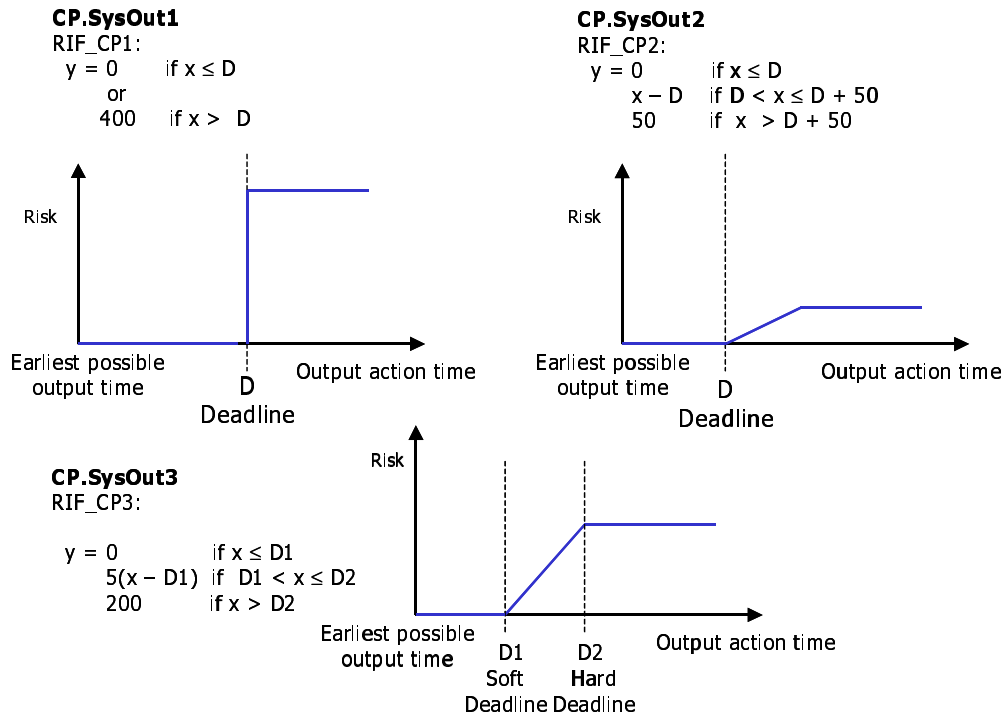 CP.SysOut1
RIF_CP1:
y = 0 if x ≤ D
or
400 if x > D
Risk
Earliest possible
output time
D
Deadline
Output action time
CP.SysOut2
RIF_CP2:
y = 0 if x ≤ D
x – D if D < x ≤ D + 50
50 if x > D + 50
Risk
Earliest possible
output time
D
Deadline
Output action time
CP.SysOut3
RIF_CP3:
y = 0 if x ≤ D1
5(x – D1) if D1 < x ≤ D2
200 if x > D2
Risk
Earliest possible
output time
D1
Soft
Deadline
D2
Hard
Deadline
Output action time